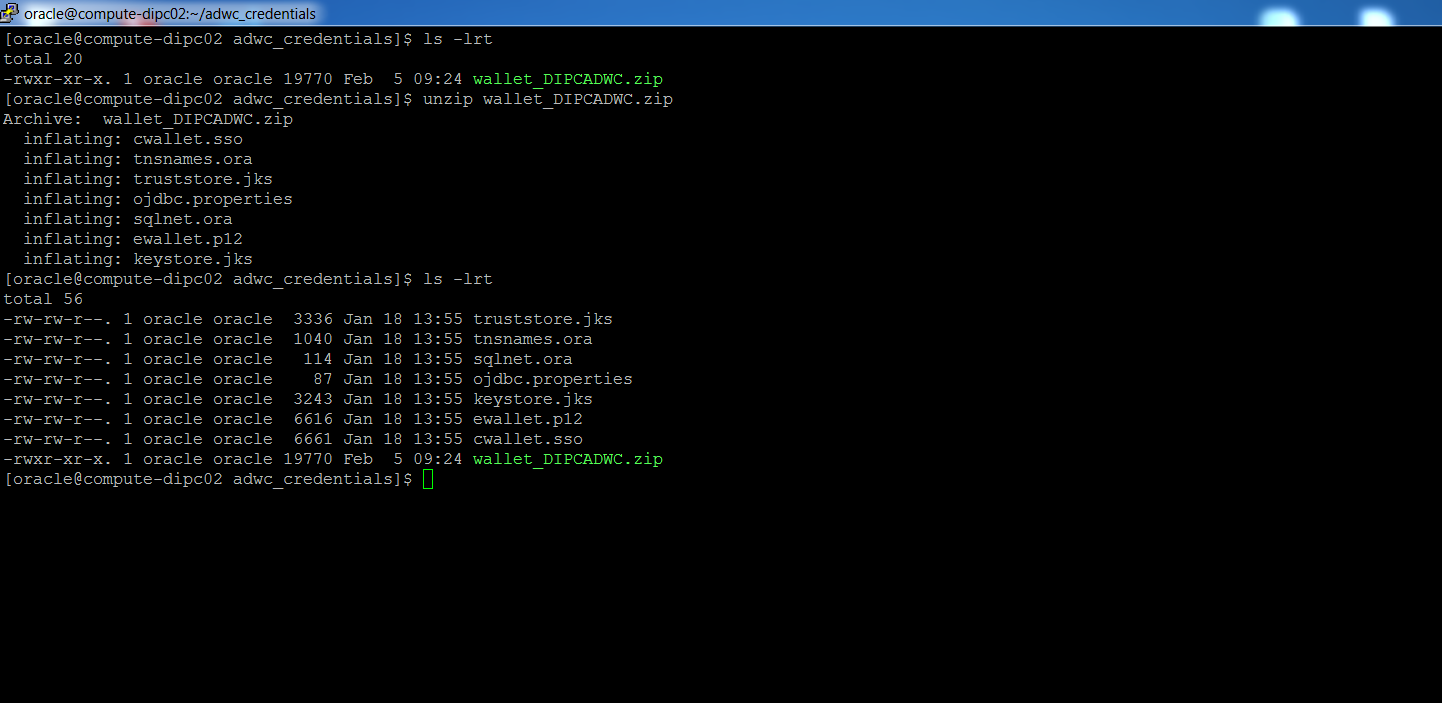 oracle@compute-dipc02:~/adwc_credentials
[oracle@compute-dipc02 adwc_credentials]$ ls -lrt
total 20
-rwxr-xr-x. 1 oracle oracle 19770 Feb  5 09:24 wallet_DIPCADWC.zip
[oracle@compute-dipc02 adwc_credentials]$ unzip wallet_DIPCADWC.zip
Archive:  wallet_DIPCADWC.zip
  inflating: cwallet.sso
  inflating: tnsnames.ora
  inflating: truststore.jks
  inflating: ojdbc.properties
  inflating: sqlnet.ora
  inflating: ewallet.p12
  inflating: keystore.jks
[oracle@compute-dipc02 adwc_credentials]$ ls -lrt
total 56
-rw-rw-r--. 1 oracle oracle  3336 Jan 18 13:55 truststore.jks
-rw-rw-r--. 1 oracle oracle  1040 Jan 18 13:55 tnsnames.ora
-rw-rw-r--. 1 oracle oracle   114 Jan 18 13:55 sqlnet.ora
-rw-rw-r--. 1 oracle oracle    87 Jan 18 13:55 ojdbc.properties
-rw-rw-r--. 1 oracle oracle  3243 Jan 18 13:55 keystore.jks
-rw-rw-r--. 1 oracle oracle  6616 Jan 18 13:55 ewallet.p12
-rw-rw-r--. 1 oracle oracle  6661 Jan 18 13:55 cwallet.sso
-rwxr-xr-x. 1 oracle oracle 19770 Feb  5 09:24 wallet_DIPCADWC.zip
[oracle@compute-dipc02 adwc_credentials]$